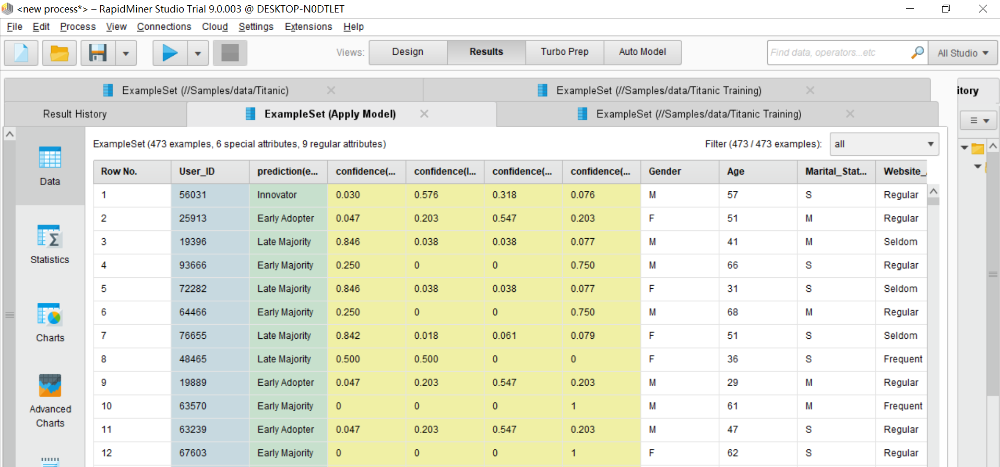 <new process*> – RapidMiner Studio Trial 9.0.003 @ DESKTOP-N0DTLET
File Edit Process View Connections Cloud Settings Extensions Help
Views: Design Results Turbo Prep Auto Model Find data, operators...etc All Studio
ExampleSet (//Samples/data/Titanic) ExampleSet (//Samples/data/Titanic Training) itory
Result History ExampleSet (Apply Model) ExampleSet (//Samples/data/Titanic Training)
ExampleSet (473 examples, 6 special attributes, 9 regular attributes) Filter (473 / 473 examples): all
Data
Statistics
Charts
Advanced
Charts
Row No. User_ID prediction(e... confidence(... confidence(I... confidence(... confidence(... Gender Age Marital_Stat... Website_
1 56031 Innovator 0.030 0.576 0.318 0.076 M 57 S Regular
2 25913 Early Adopter 0.047 0.203 0.547 0.203 F 51 M Regular
3 19396 Late Majority 0.846 0.038 0.038 0.077 M 41 M Seldom
4 93666 Early Majority 0.250 0 0 0.750 M 66 S Regular
5 72282 Late Majority 0.846 0.038 0.038 0.077 F 31 S Seldom
6 64466 Early Majority 0.250 0 0 0.750 M 68 M Regular
7 76655 Late Majority 0.842 0.018 0.061 0.079 F 51 S Seldom
8 48465 Late Majority 0.500 0.500 0 0 F 36 S Frequent
9 19889 Early Adopter 0.047 0.203 0.547 0.203 M 29 M Regular
10 63570 Early Majority 0 0 0 1 M 61 M Frequent
11 63239 Early Adopter 0.047 0.203 0.547 0.203 M 47 S Regular
12 67603 Early Majority 0 0 0 1 F 62 S Regular